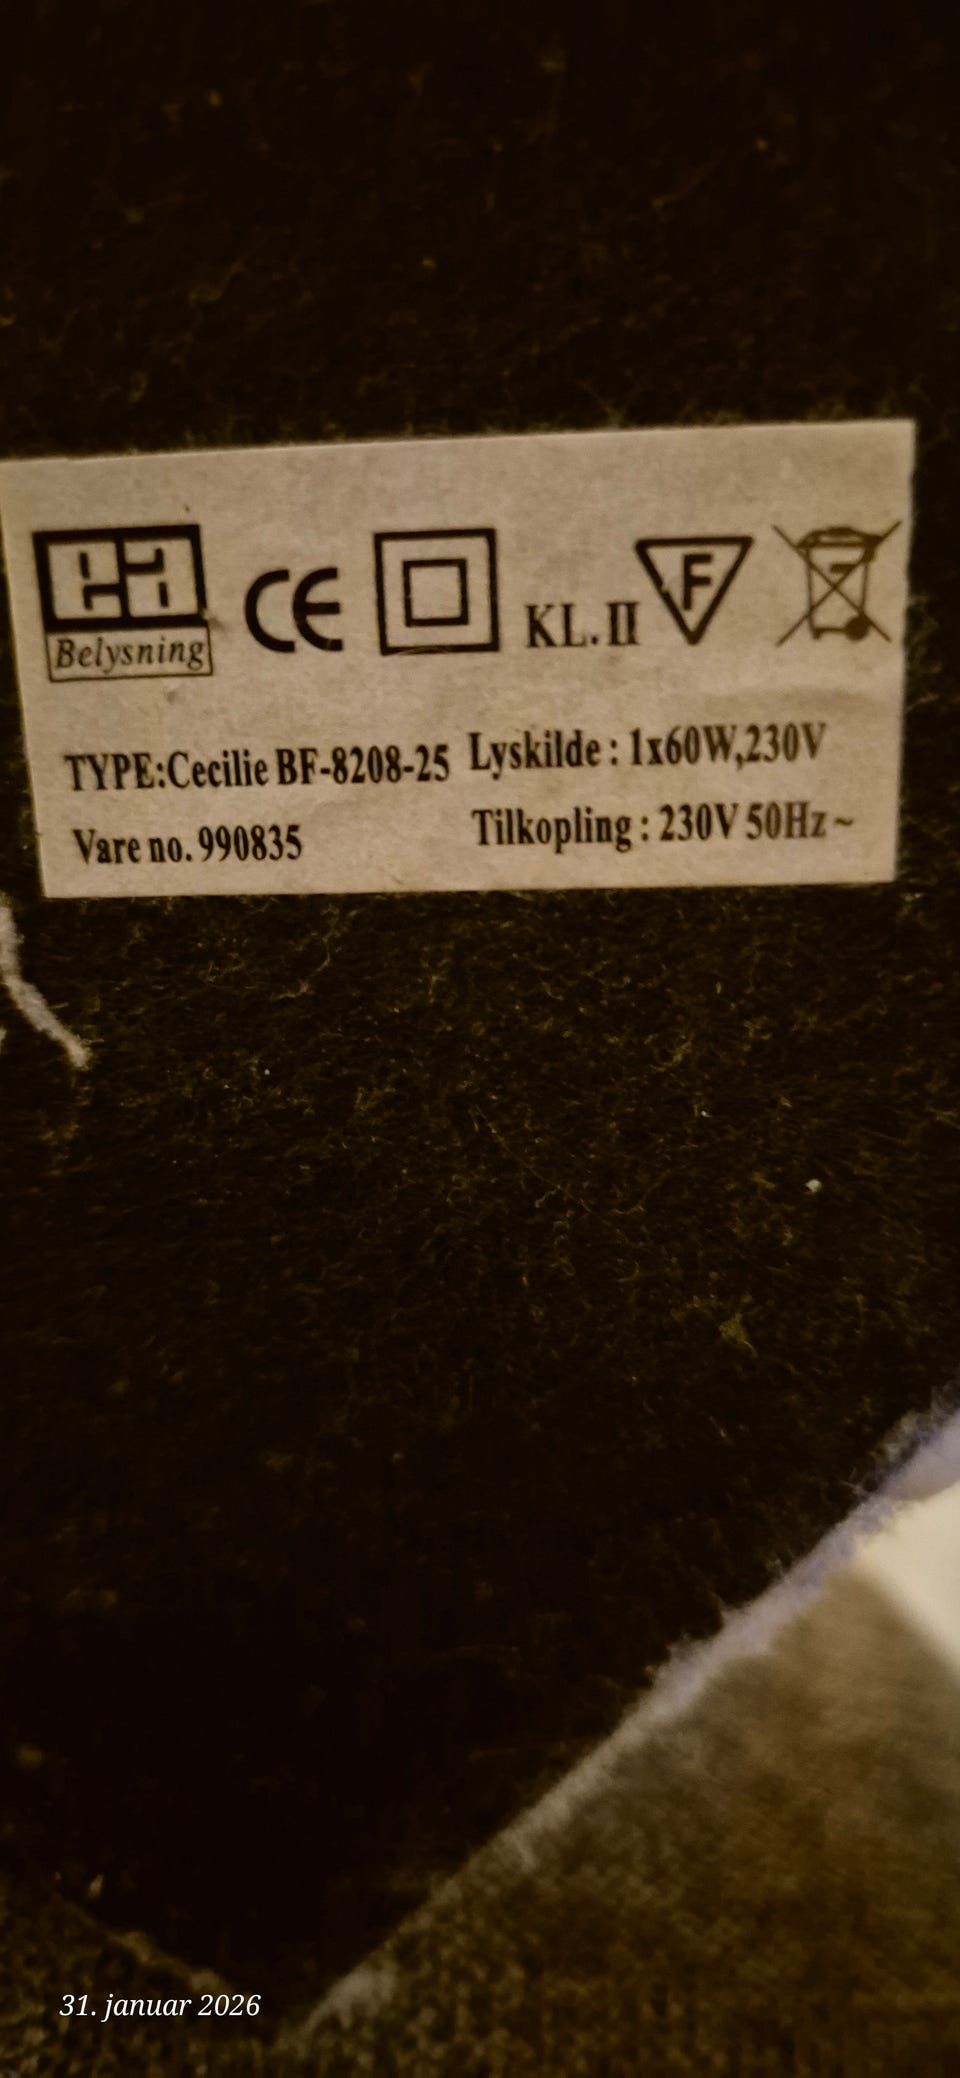 ea
Belysning
CE
KL. II
F
TYPE:Cecilie BF-8208-25
Lyskilde : 1x60W,230V
Vare no. 990835
Tilkopling : 230V 50Hz ~
31. januar 2026